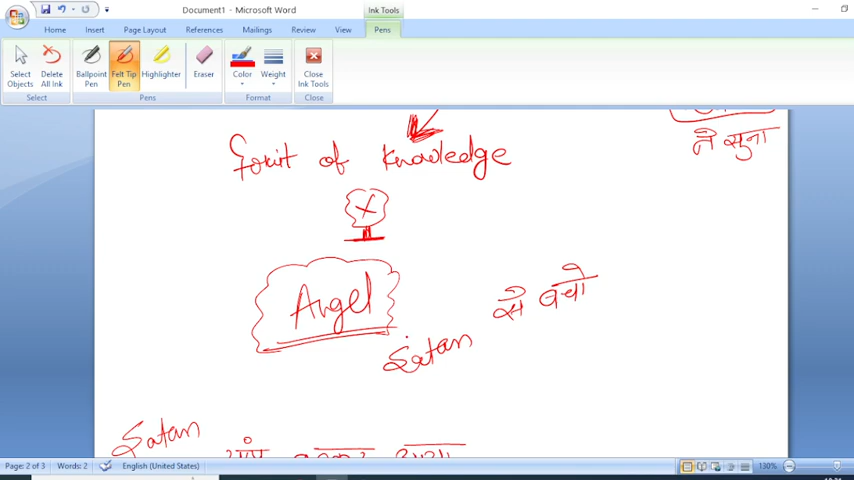 Document1 - Microsoft Word
Ink Tools
Home Insert Page Layout References Mailings Review View Pens
Select Objects
Delete All Ink
Ballpoint Pen
Felt Tip Pen
Highlighter
Eraser
Color
Weight
Close Ink Tools
Select
Pens
Format
Close
ने सुना
fruit of knowledge
X
Angel
से बचो
Satan
Satan
Page: 2 of 3
Words: 2
English (United States)
130%